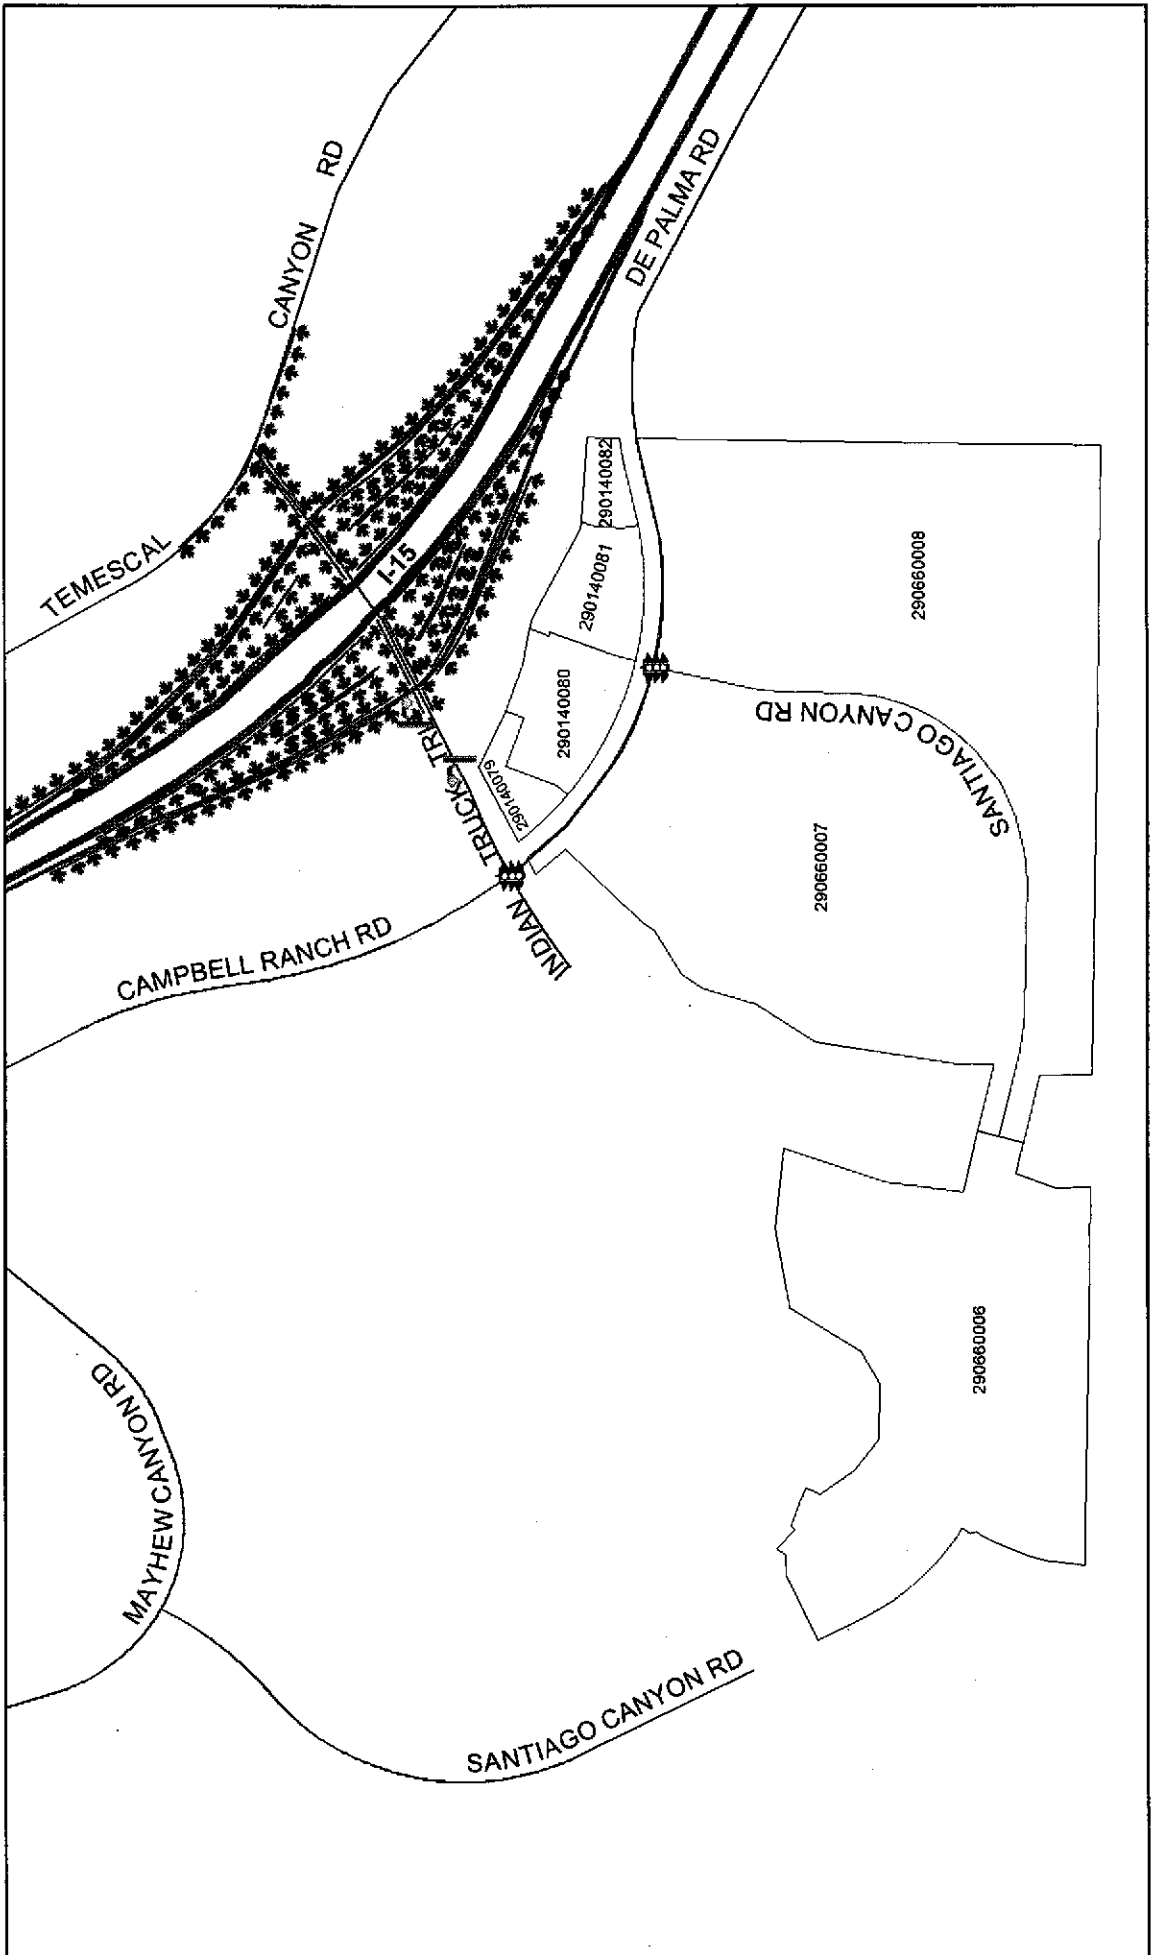 TEMESCAL CANYON RD
I-15
DE PALMA RD
INDIAN TRUCK TRL
CAMPBELL RANCH RD
290140082
290140081
290140080
290140079
290660008
SANTIAGO CANYON RD
290660007
290660006
MAYHEW CANYON RD
SANTIAGO CANYON RD